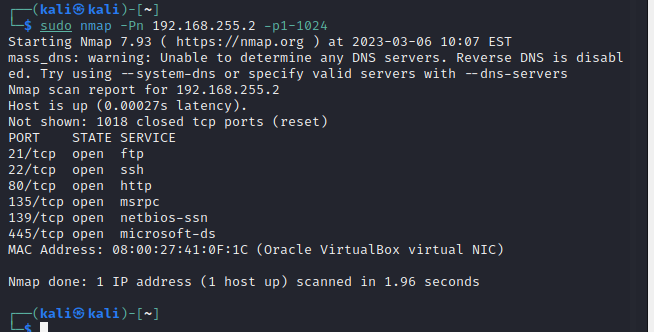 ┌──(kali㉿kali)-[~]
└─$ sudo nmap -Pn 192.168.255.2 -p1-1024
Starting Nmap 7.93 ( https://nmap.org ) at 2023-03-06 10:07 EST
mass_dns: warning: Unable to determine any DNS servers. Reverse DNS is disabl
ed. Try using --system-dns or specify valid servers with --dns-servers
Nmap scan report for 192.168.255.2
Host is up (0.00027s latency).
Not shown: 1018 closed tcp ports (reset)
PORT    STATE SERVICE
21/tcp  open  ftp
22/tcp  open  ssh
80/tcp  open  http
135/tcp open  msrpc
139/tcp open  netbios-ssn
445/tcp open  microsoft-ds
MAC Address: 08:00:27:41:0F:1C (Oracle VirtualBox virtual NIC)
Nmap done: 1 IP address (1 host up) scanned in 1.96 seconds
┌──(kali㉿kali)-[~]
└─$